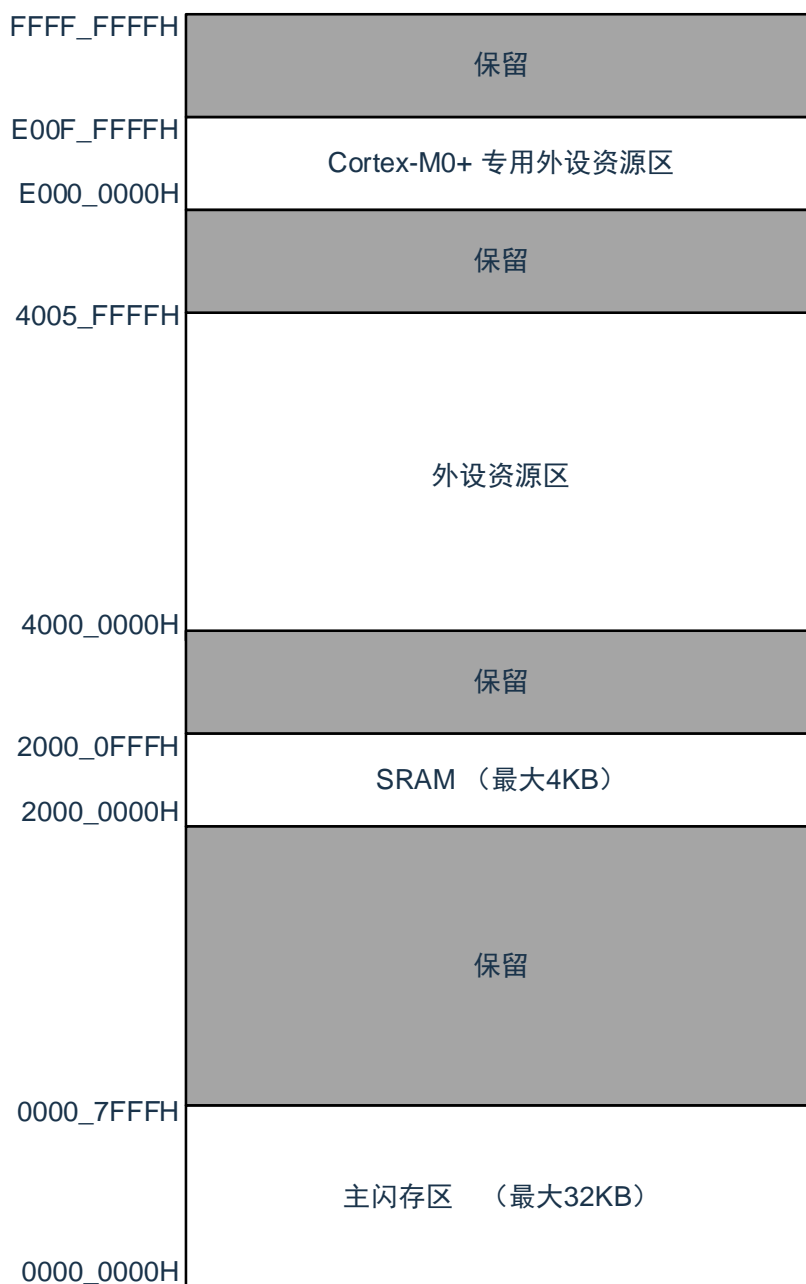 FFFF_FFFFH
保留
E00F_FFFFH
Cortex-M0+ 专用外设资源区
E000_0000H
保留
4005_FFFFH
外设资源区
4000_0000H
保留
2000_0FFFH
SRAM （最大4KB）
2000_0000H
保留
0000_7FFFH
主闪存区 （最大32KB）
0000_0000H